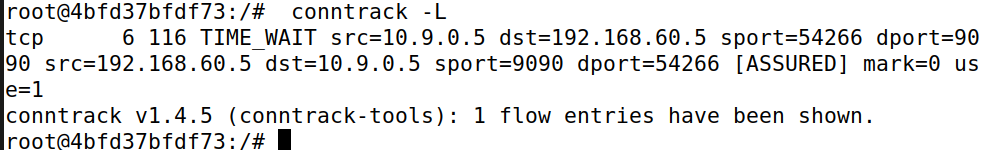 root@4bfd37bfdf73:/#  conntrack -L
tcp      6 116 TIME_WAIT src=10.9.0.5 dst=192.168.60.5 sport=54266 dport=90
90 src=192.168.60.5 dst=10.9.0.5 sport=9090 dport=54266 [ASSURED] mark=0 us
e=1
conntrack v1.4.5 (conntrack-tools): 1 flow entries have been shown.
root@4bfd37bfdf73:/#